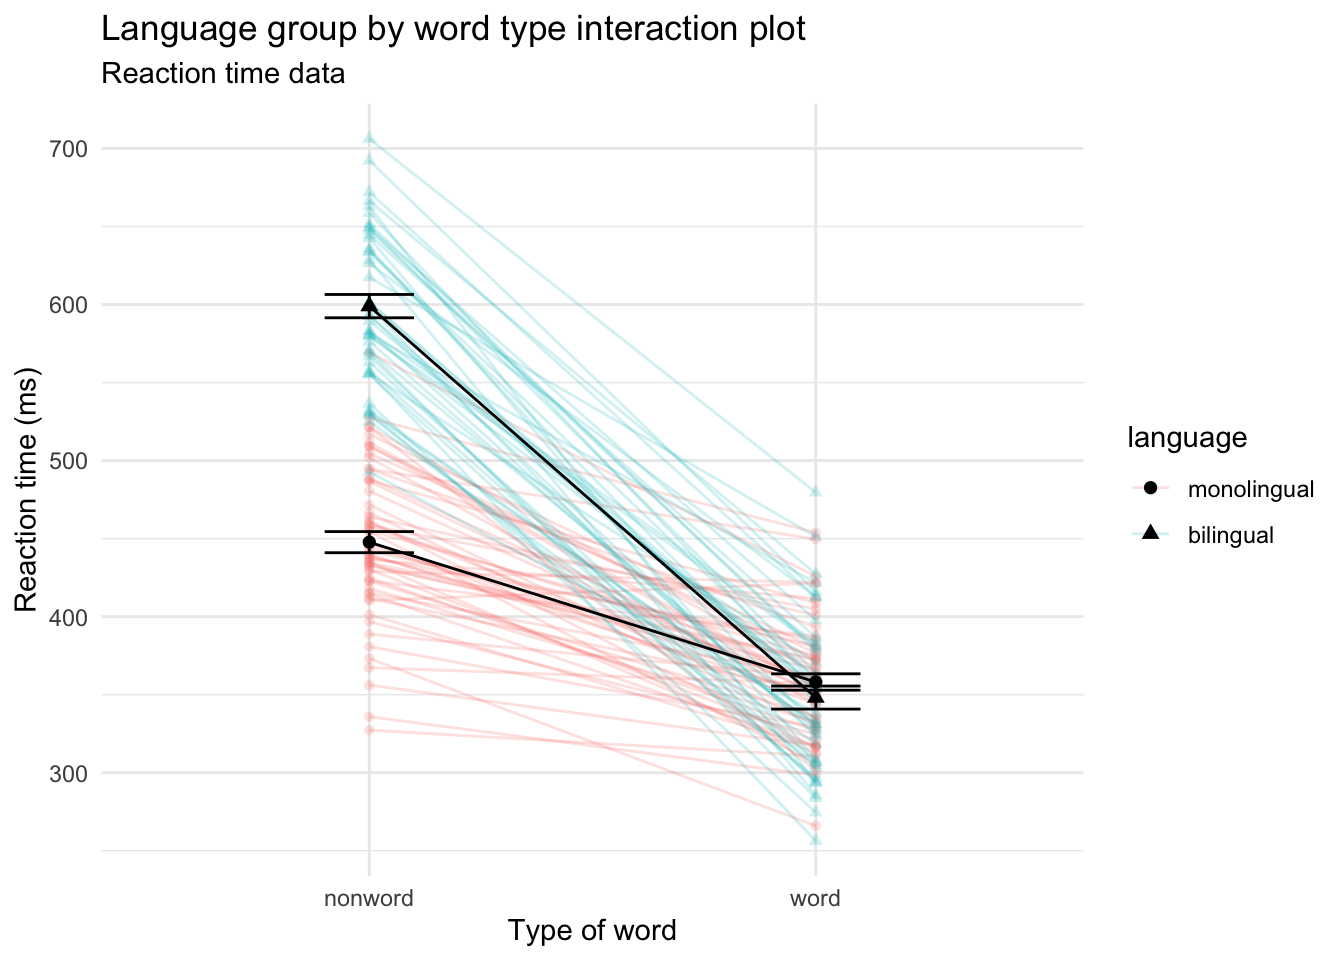 Language group by word type interaction plot
Reaction time data
700
600
500
400
300
Reaction time (ms)
nonword
word
Type of word
language
monolingual
bilingual